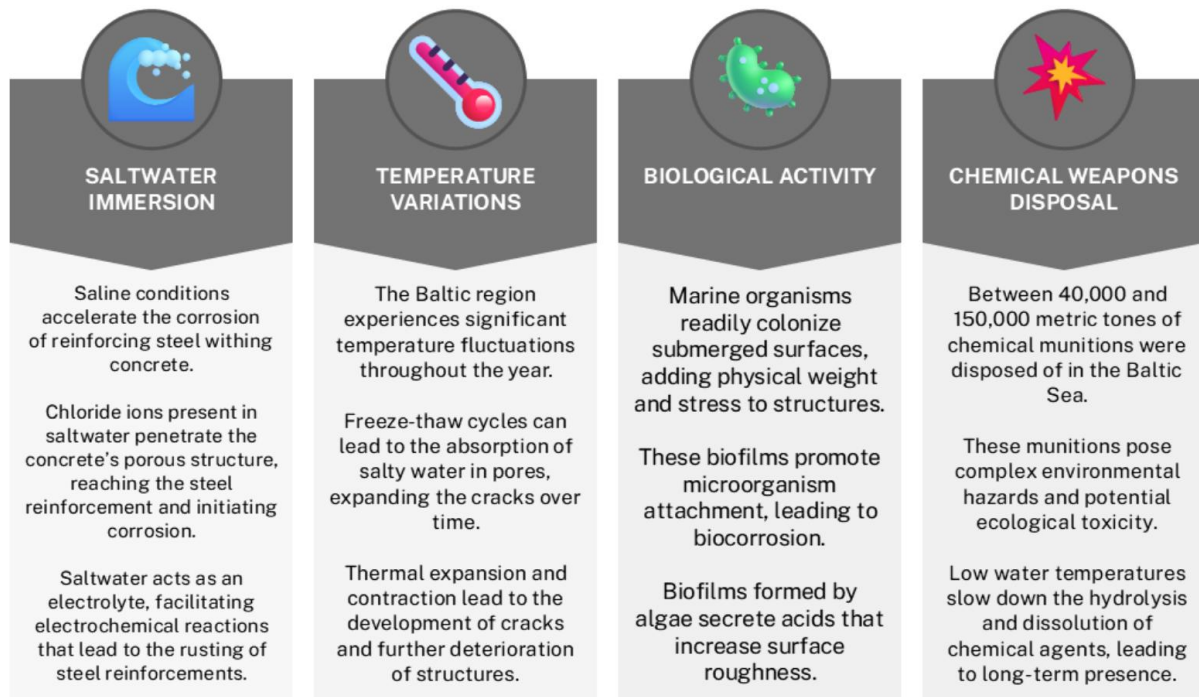 SALTWATER
IMMERSION
Saline conditions
accelerate the corrosion
of reinforcing steel withing
concrete.
Chloride ions present in
saltwater penetrate the
concrete's porous structure,
reaching the steel
reinforcement and initiating
corrosion.
Saltwater acts as an
electrolyte, facilitating
electrochemical reactions
that lead to the rusting of
steel reinforcements.
TEMPERATURE
VARIATIONS
The Baltic region
experiences significant
temperature fluctuations
throughout the year.
Freeze-thaw cycles can
lead to the absorption of
salty water in pores,
expanding the cracks over
time.
Thermal expansion and
contraction lead to the
development of cracks
and further deterioration
of structures.
BIOLOGICAL ACTIVITY
Marine organisms
readily colonize
submerged surfaces,
adding physical weight
and stress to structures.
These biofilms promote
microorganism
attachment, leading to
biocorrosion.
Biofilms formed by
algae secrete acids that
increase surface
roughness.
CHEMICAL WEAPONS
DISPOSAL
Between 40,000 and
150,000 metric tones of
chemical munitions were
disposed of in the Baltic
Sea.
These munitions pose
complex environmental
hazards and potential
ecological toxicity.
Low water temperatures
slow down the hydrolysis
and dissolution of
chemical agents, leading
to long-term presence.